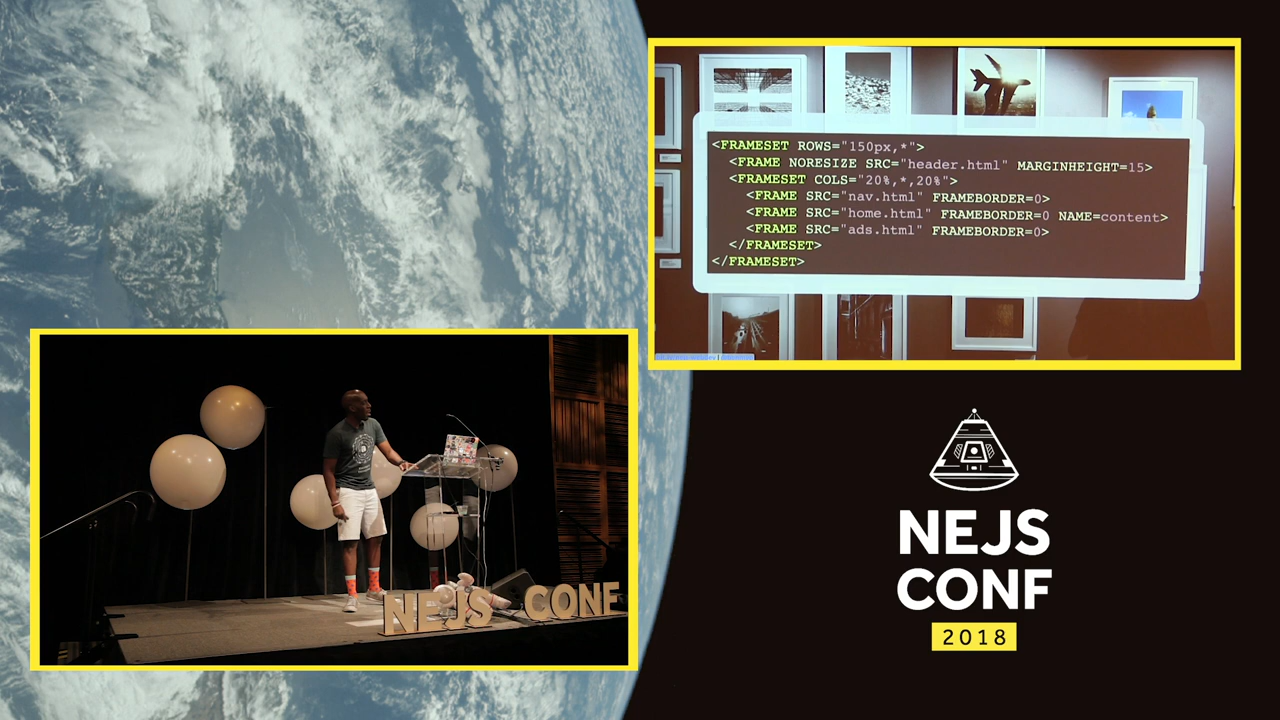 <FRAMESET ROWS="150px,*">
<FRAME NORESIZE SRC="header.html" MARGINHEIGHT=15>
<FRAMESET COLS="20%,*,20%">
<FRAME SRC="nav.html" FRAMEBORDER=0>
<FRAME SRC="home.html" FRAMEBORDER=0 NAME=content>
<FRAME SRC="ads.html" FRAMEBORDER=0>
</FRAMESET>
</FRAMESET>
NEJS CONF
NEJS
CONF
2018